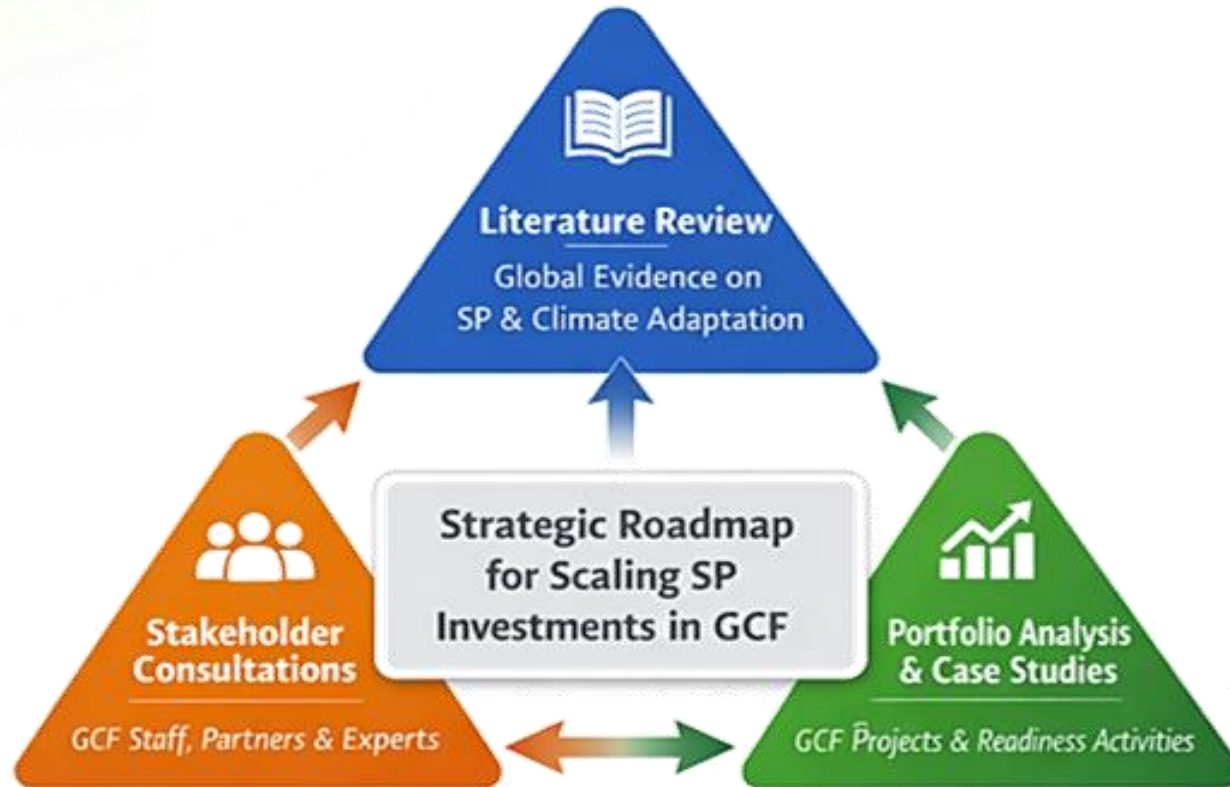 Literature Review
Global Evidence on
SP & Climate Adaptation
Strategic Roadmap
for Scaling SP
Investments in GCF
Stakeholder
Consultations
GCF Staff, Partners & Experts
Portfolio Analysis
& Case Studies
GCF Projects & Readiness Activities